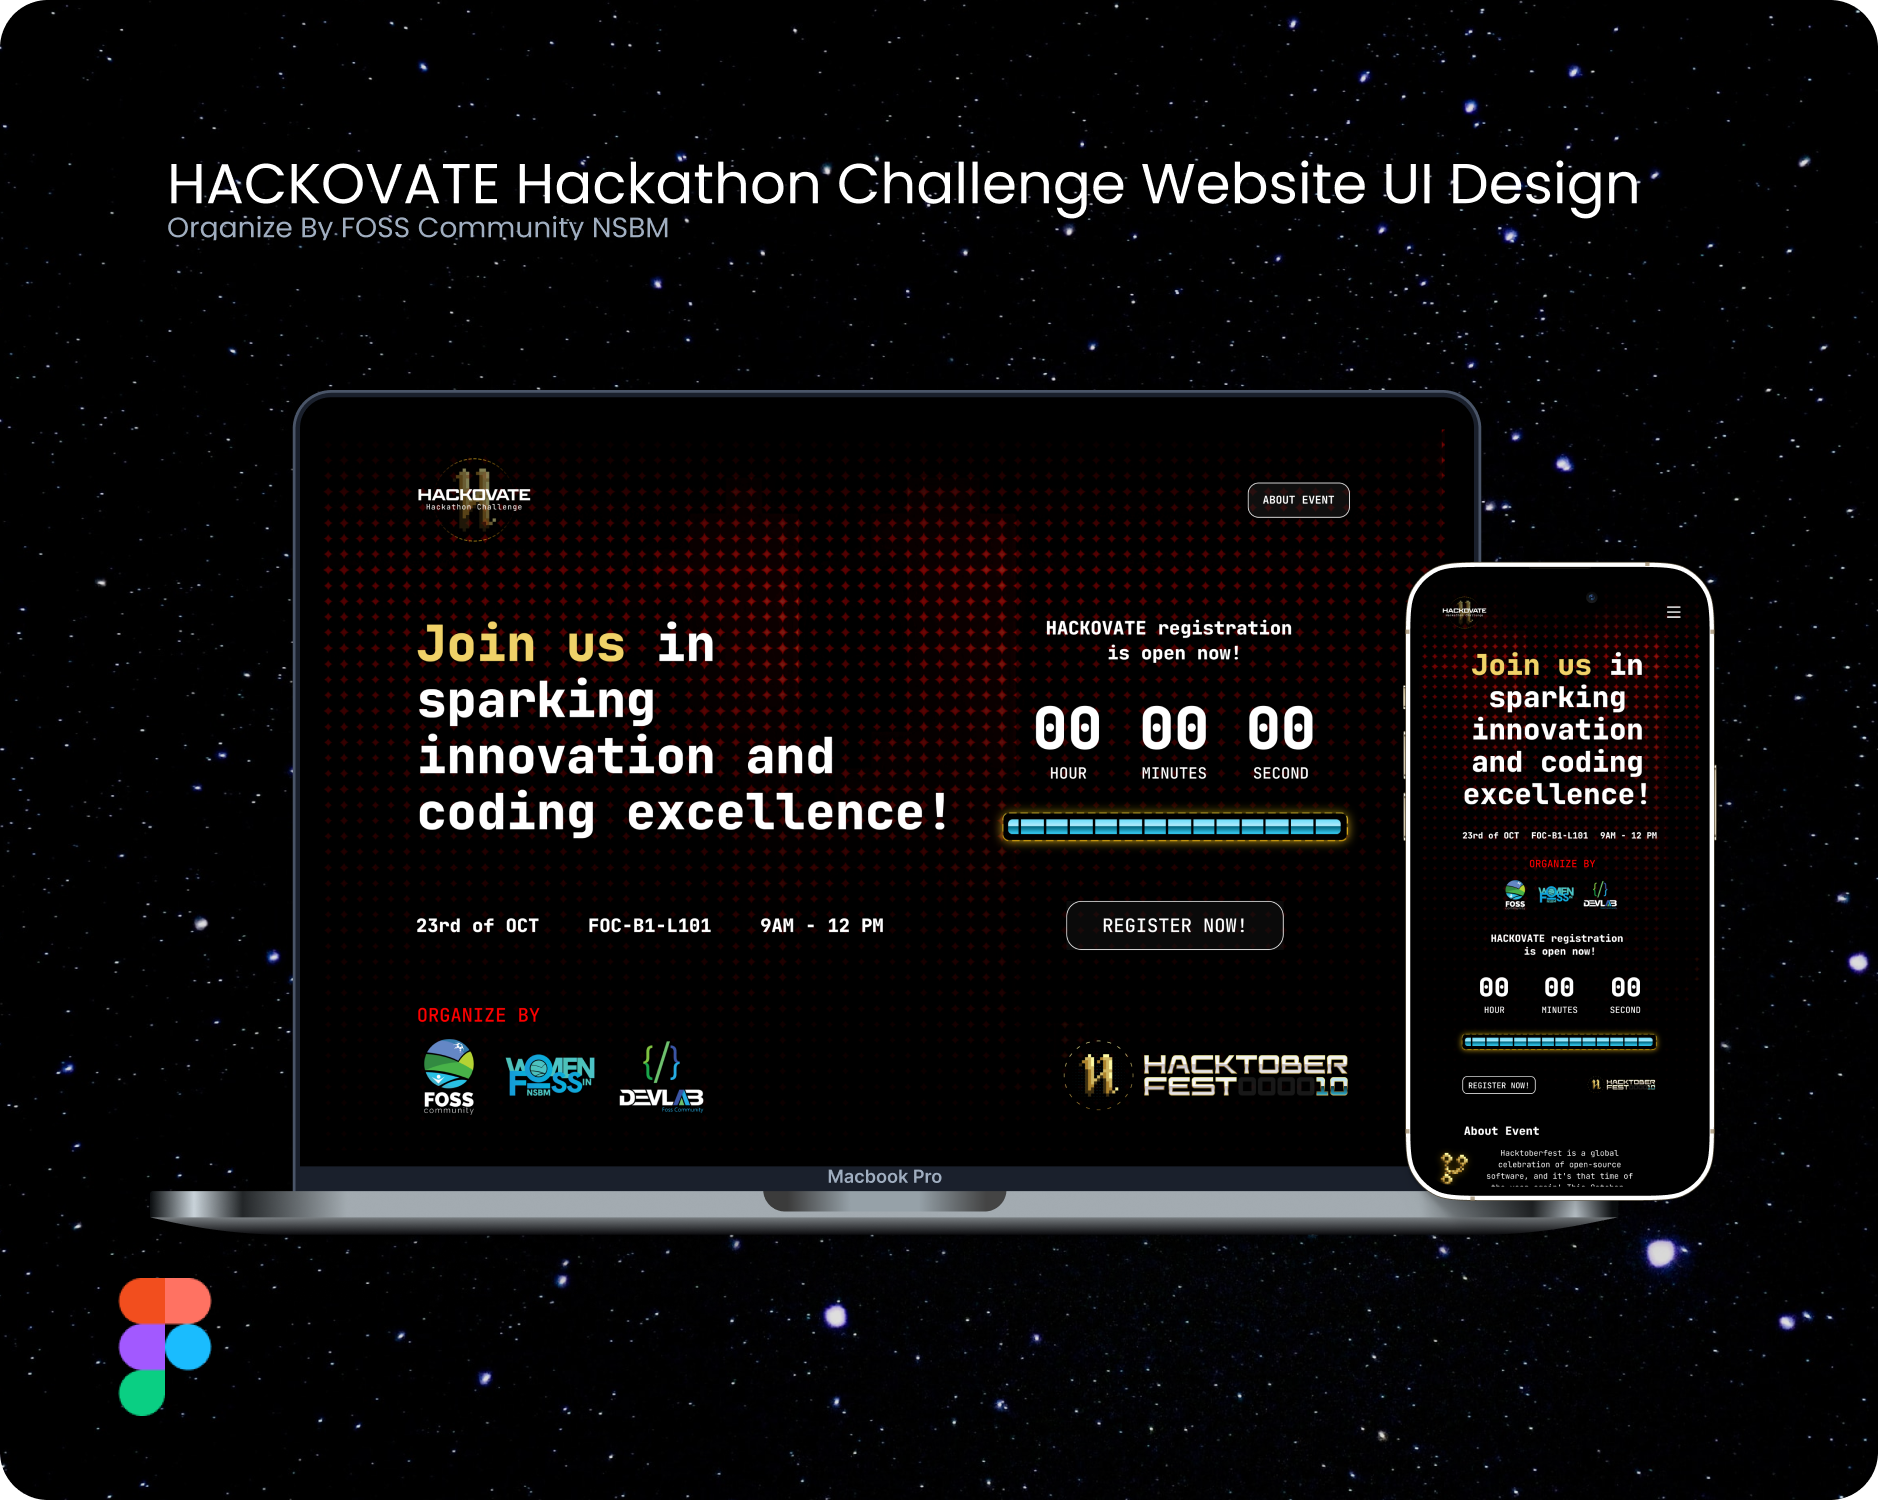 HACKOVATE Hackathon Challenge Website UI Design
Organize By FOSS Community NSBM
HACKOVATE
Hackathon Challenge
ABOUT EVENT
Join us in
sparking
innovation and
coding excellence!
HACKOVATE registration
is open now!
00 00 00
HOUR MINUTES SECOND
23rd of OCT FOC-B1-L101 9AM - 12 PM
REGISTER NOW!
ORGANIZE BY
FOSS
community
WOMEN
IN
FOSS
NSBM
</>
DEVLAB
Foss Community
HACKTOBER
FEST000010
Macbook Pro
HACKOVATE
Join us in
sparking
innovation
and coding
excellence!
23rd of OCT FOC-B1-L101 9AM - 12 PM
ORGANIZE BY
FOSS
WOMEN
FOSS
{/}
DEVLAB
HACKOVATE registration
is open now!
00 00 00
HOUR MINUTES SECOND
REGISTER NOW!
HACKTOBER
FEST 10
About Event
Hacktoberfest is a global
celebration of open-source
software, and it's that time of
the year again! This October